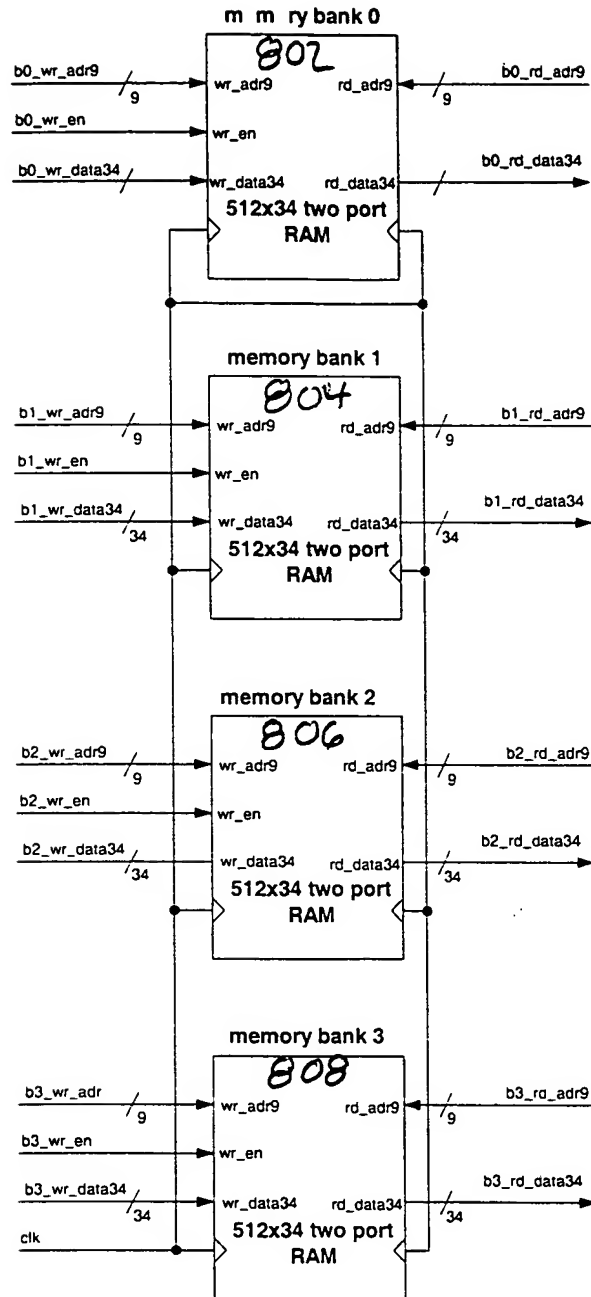 m m ry bank 0
802
b0_wr_adr9 9 wr_adr9 rd_adr9 9 b0_rd_adr9
b0_wr_en wr_en
b0_wr_data34 wr_data34 rd_data34 b0_rd_data34
512x34 two port
RAM
memory bank 1
804
b1_wr_adr9 9 wr_adr9 rd_adr9 9 b1_rd_adr9
b1_wr_en wr_en
b1_wr_data34 34 wr_data34 rd_data34 34 b1_rd_data34
512x34 two port
RAM
memory bank 2
806
b2_wr_adr9 9 wr_adr9 rd_adr9 9 b2_rd_adr9
b2_wr_en wr_en
b2_wr_data34 34 wr_data34 rd_data34 34 b2_rd_data34
512x34 two port
RAM
memory bank 3
808
b3_wr_adr 9 wr_adr9 rd_adr9 9 b3_rd_adr9
b3_wr_en wr_en
b3_wr_data34 34 wr_data34 rd_data34 34 b3_rd_data34
512x34 two port
clk RAM